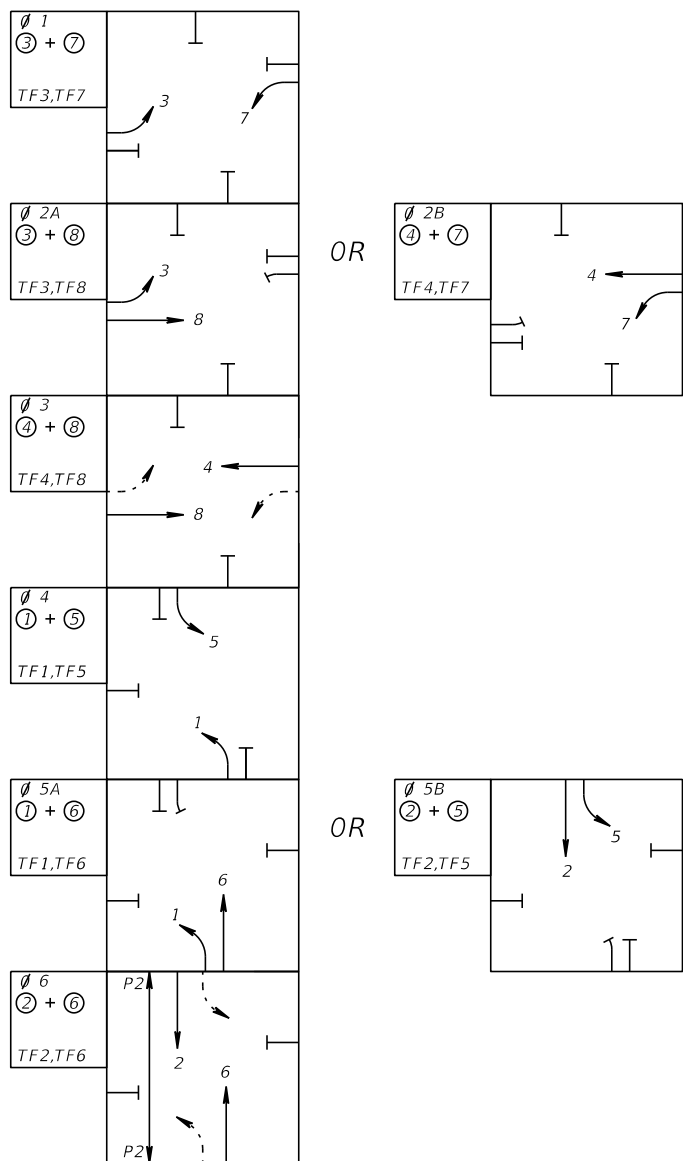 Ø 1
3 + 7
TF3,TF7
3
7
Ø 2A
3 + 8
TF3,TF8
3
8
OR
Ø 2B
4 + 7
TF4,TF7
4
7
Ø 3
4 + 8
TF4,TF8
4
8
Ø 4
1 + 5
TF1,TF5
5
1
Ø 5A
1 + 6
TF1,TF6
6
1
OR
Ø 5B
2 + 5
TF2,TF5
5
2
Ø 6
2 + 6
TF2,TF6
P2
2
6
P2